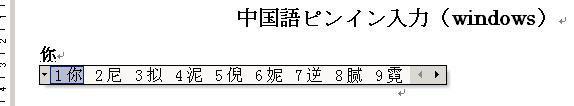 中国語ピンイン入力（windows）
你
1你 2尼 3拟 4泥 5倪 6妮 7逆 8腻 9霓